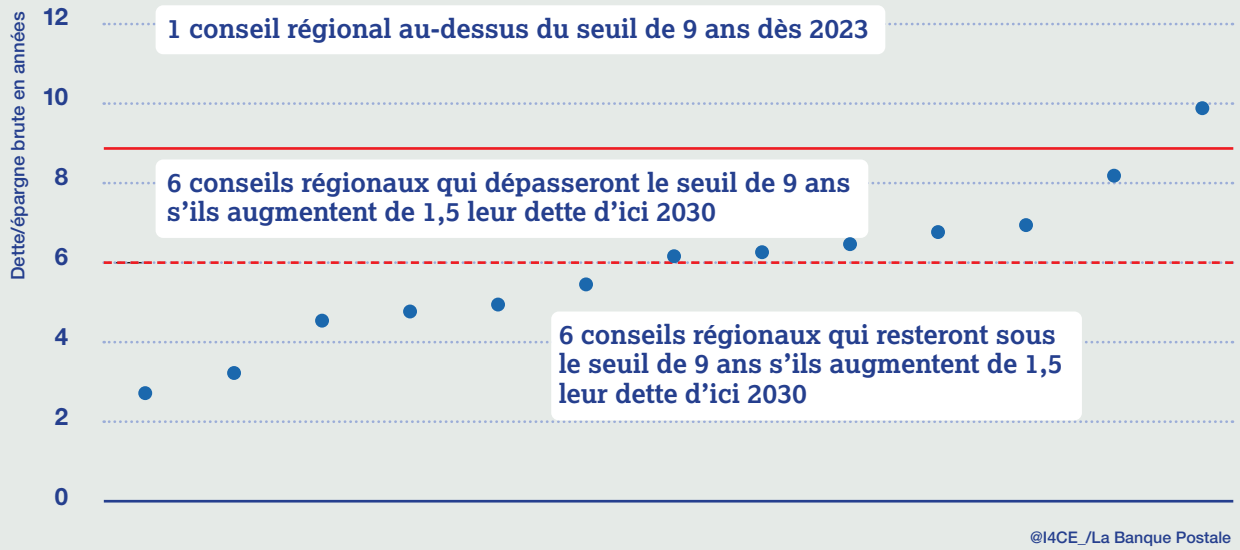 Dette/épargne brute en années
12
1 conseil régional au-dessus du seuil de 9 ans dès 2023
10
8
6 conseils régionaux qui dépasseront le seuil de 9 ans
s’ils augmentent de 1,5 leur dette d’ici 2030
6
4
6 conseils régionaux qui resteront sous
le seuil de 9 ans s’ils augmentent de 1,5
leur dette d’ici 2030
2
0
@I4CE_/La Banque Postale